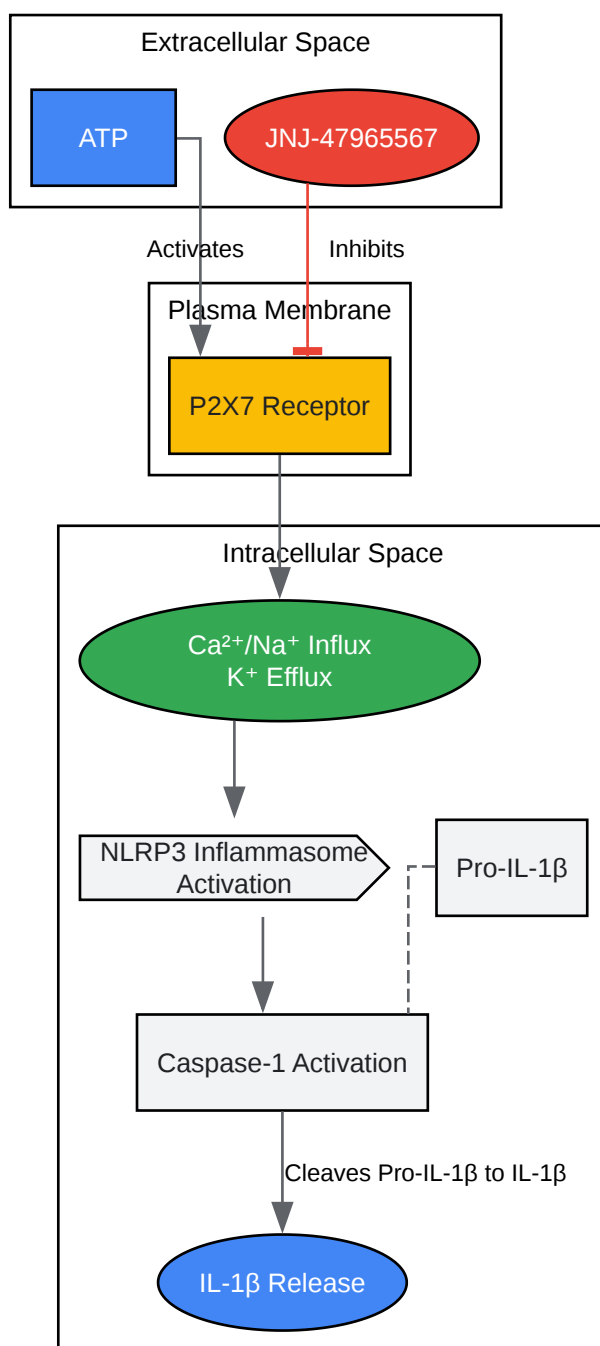 Extracellular Space
ATP
JNJ-47965567
Activates
Inhibits
Plasma Membrane
P2X7 Receptor
Intracellular Space
Ca²⁺/Na⁺ Influx
K⁺ Efflux
NLRP3 Inflammasome
Activation
Pro-IL-1β
Caspase-1 Activation
Cleaves Pro-IL-1β to IL-1β
IL-1β Release